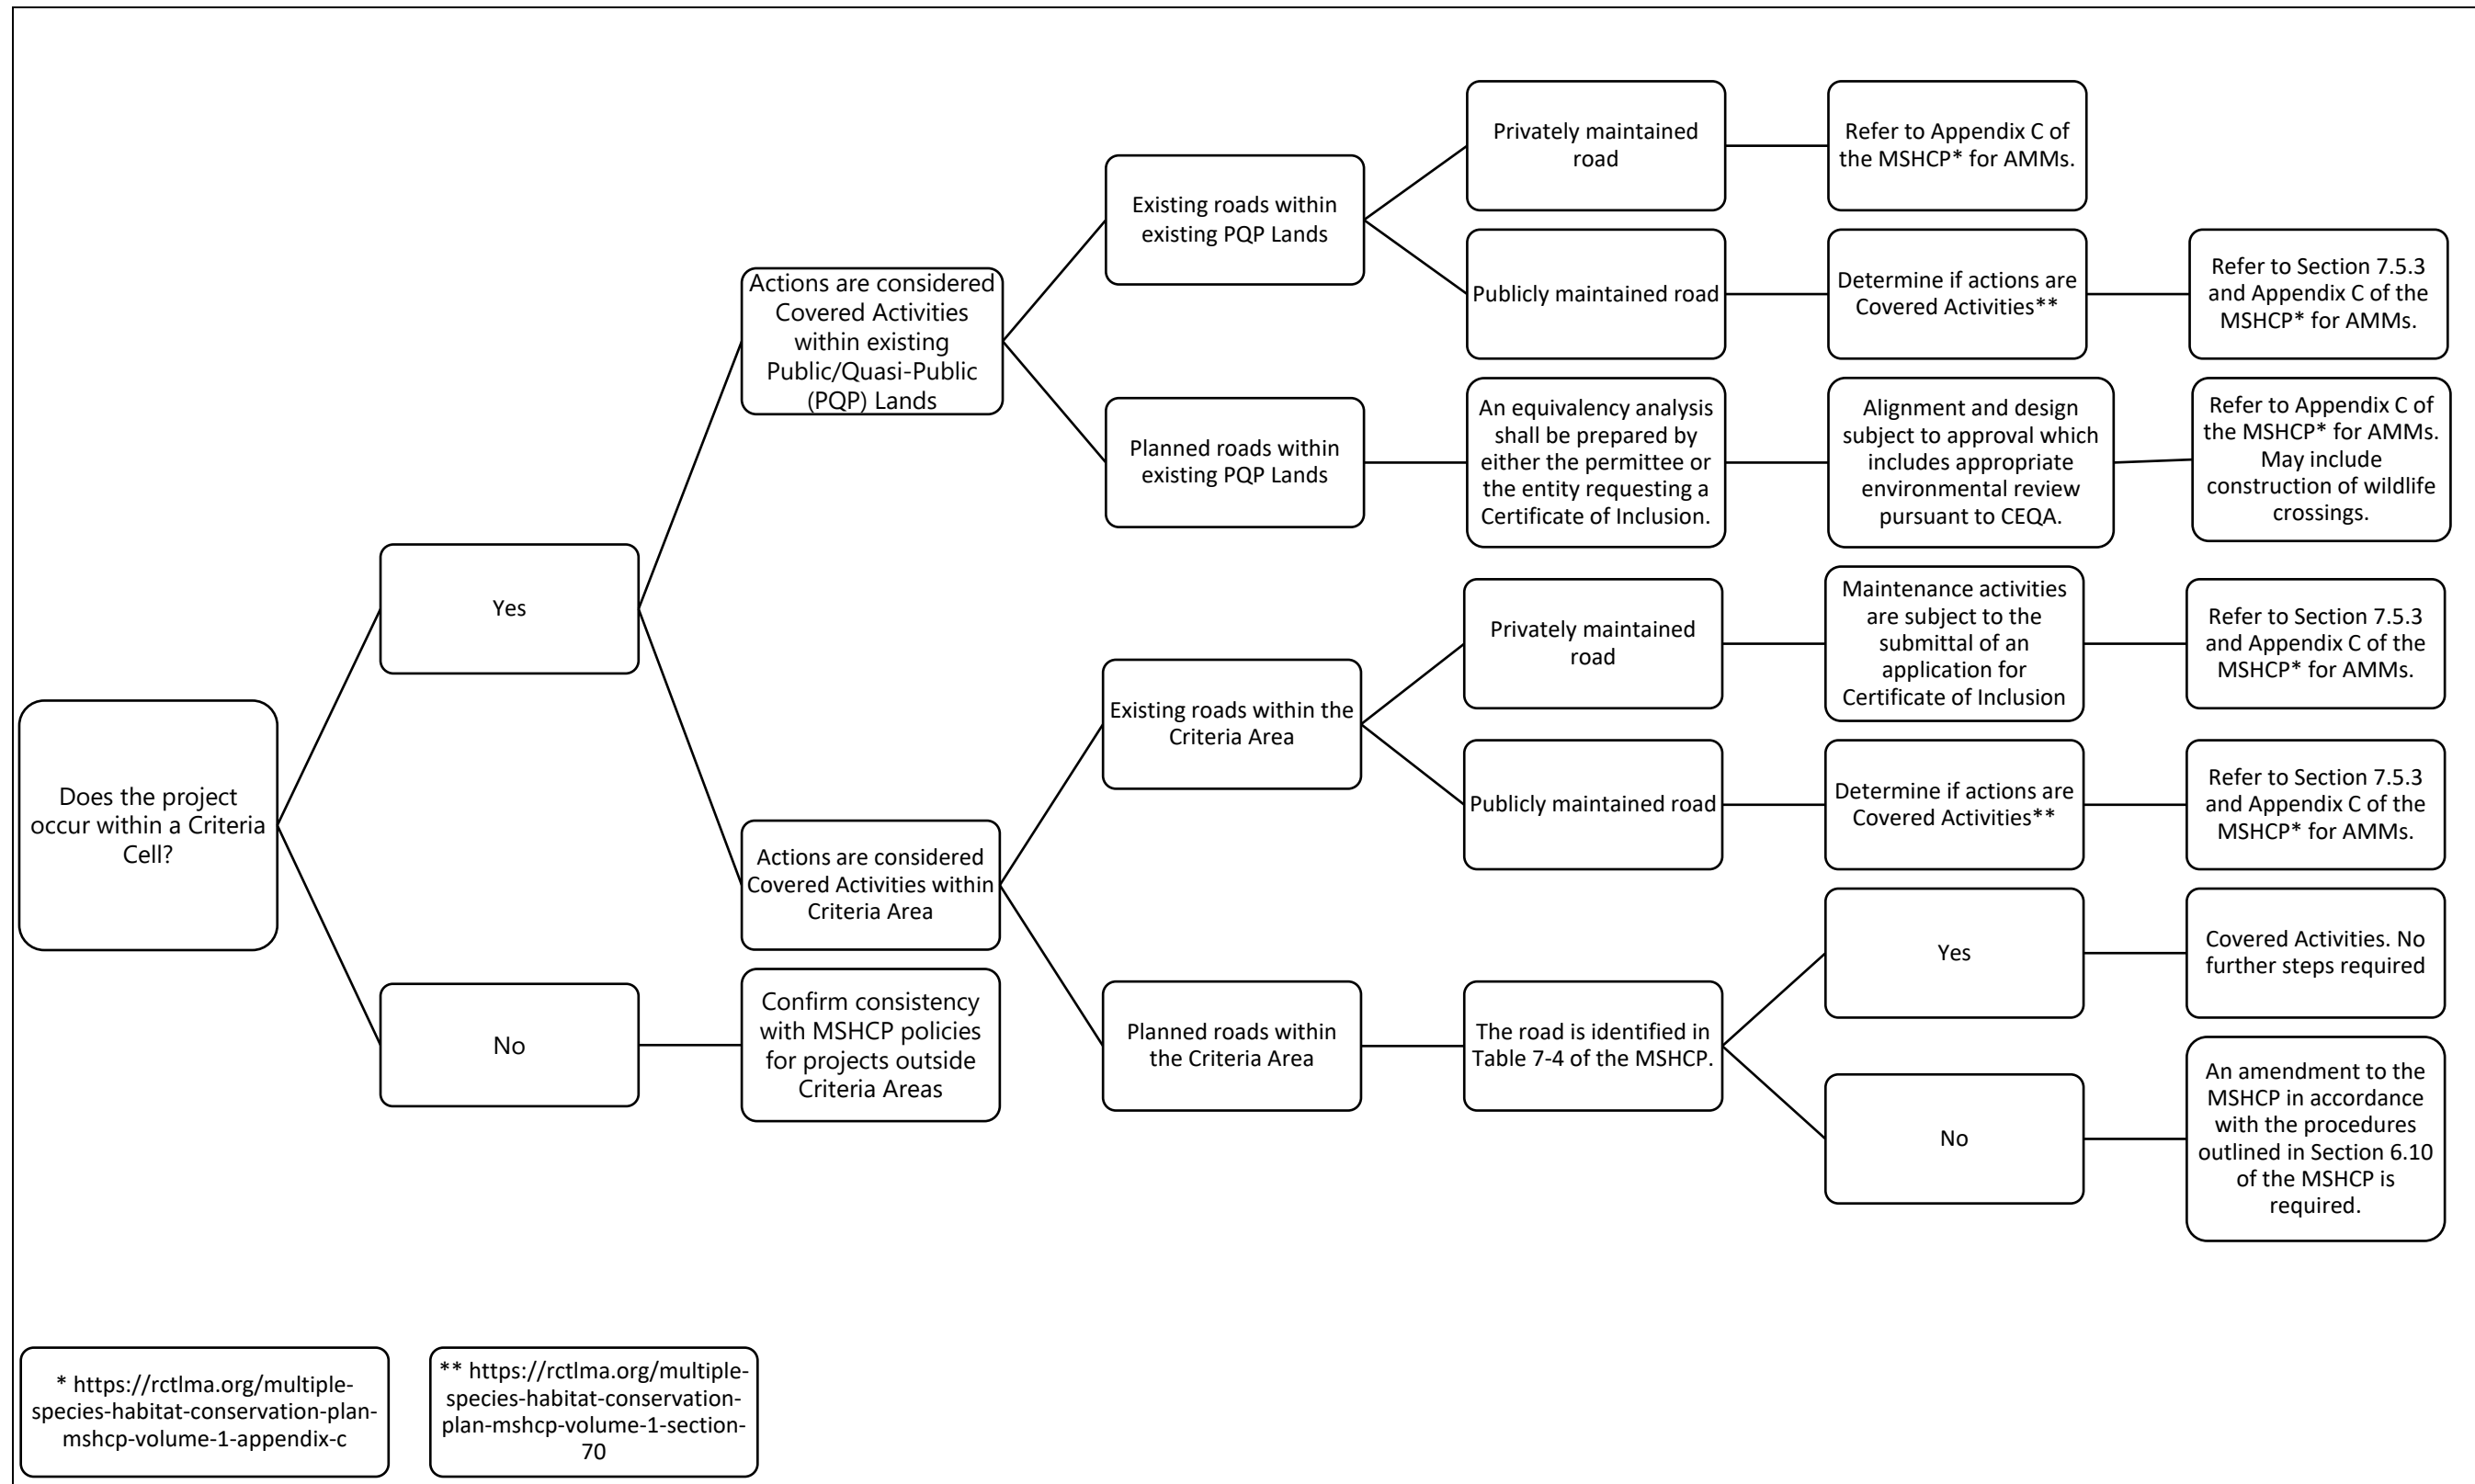 Does the project
occur within a Criteria
Cell?
Yes
No
Actions are considered
Covered Activities
within existing
Public/Quasi-Public
(PQP) Lands
Actions are considered
Covered Activities within
Criteria Area
Confirm consistency
with MSHCP policies
for projects outside
Criteria Areas
Existing roads within
existing PQP Lands
Planned roads within
existing PQP Lands
Existing roads within the
Criteria Area
Planned roads within
the Criteria Area
Privately maintained
road
Publicly maintained road
An equivalency analysis
shall be prepared by
either the permittee or
the entity requesting a
Certificate of Inclusion.
Privately maintained
road
Publicly maintained road
The road is identified in
Table 7-4 of the MSHCP.
Refer to Appendix C of
the MSHCP* for AMMs.
Determine if actions are
Covered Activities**
Alignment and design
subject to approval which
includes appropriate
environmental review
pursuant to CEQA.
Maintenance activities
are subject to the
submittal of an
application for
Certificate of Inclusion
Determine if actions are
Covered Activities**
Yes
No
Refer to Section 7.5.3
and Appendix C of the
MSHCP* for AMMs.
Refer to Appendix C of
the MSHCP* for AMMs.
May include
construction of wildlife
crossings.
Refer to Section 7.5.3
and Appendix C of the
MSHCP* for AMMs.
Refer to Section 7.5.3
and Appendix C of the
MSHCP* for AMMs.
Covered Activities. No
further steps required
An amendment to the
MSHCP in accordance
with the procedures
outlined in Section 6.10
of the MSHCP is
required.
* https://rctlma.org/multiple-
species-habitat-conservation-plan-
mshcp-volume-1-appendix-c
** https://rctlma.org/multiple-
species-habitat-conservation-
plan-mshcp-volume-1-section-
70